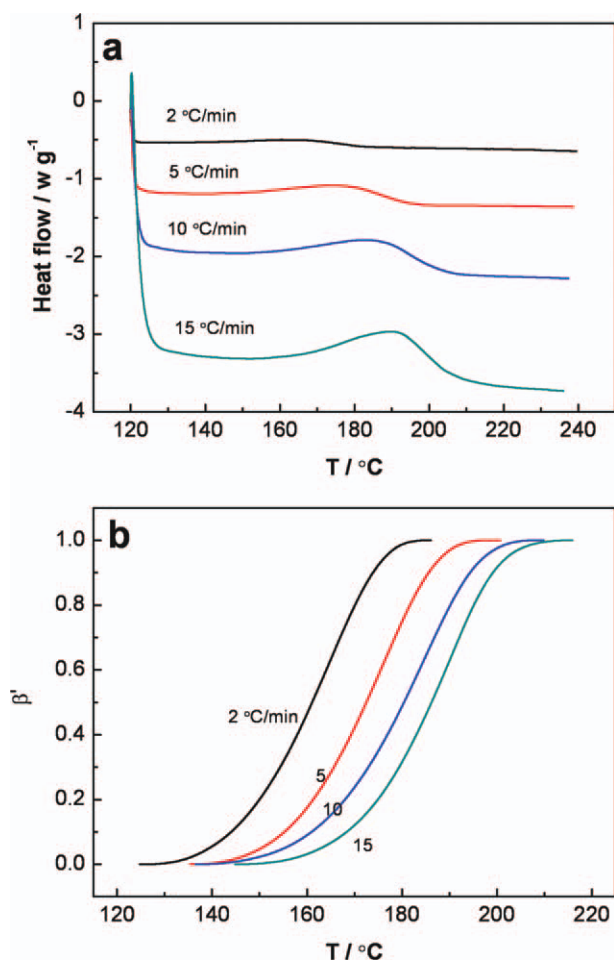 a
Heat flow / w g⁻¹
1
0
-1
-2
-3
-4
2 °C/min
5 °C/min
10 °C/min
15 °C/min
120 140 160 180 200 220 240
T / °C
b
β'
1.0
0.8
0.6
0.4
0.2
0.0
2 °C/min
5
10
15
120 140 160 180 200 220
T / °C